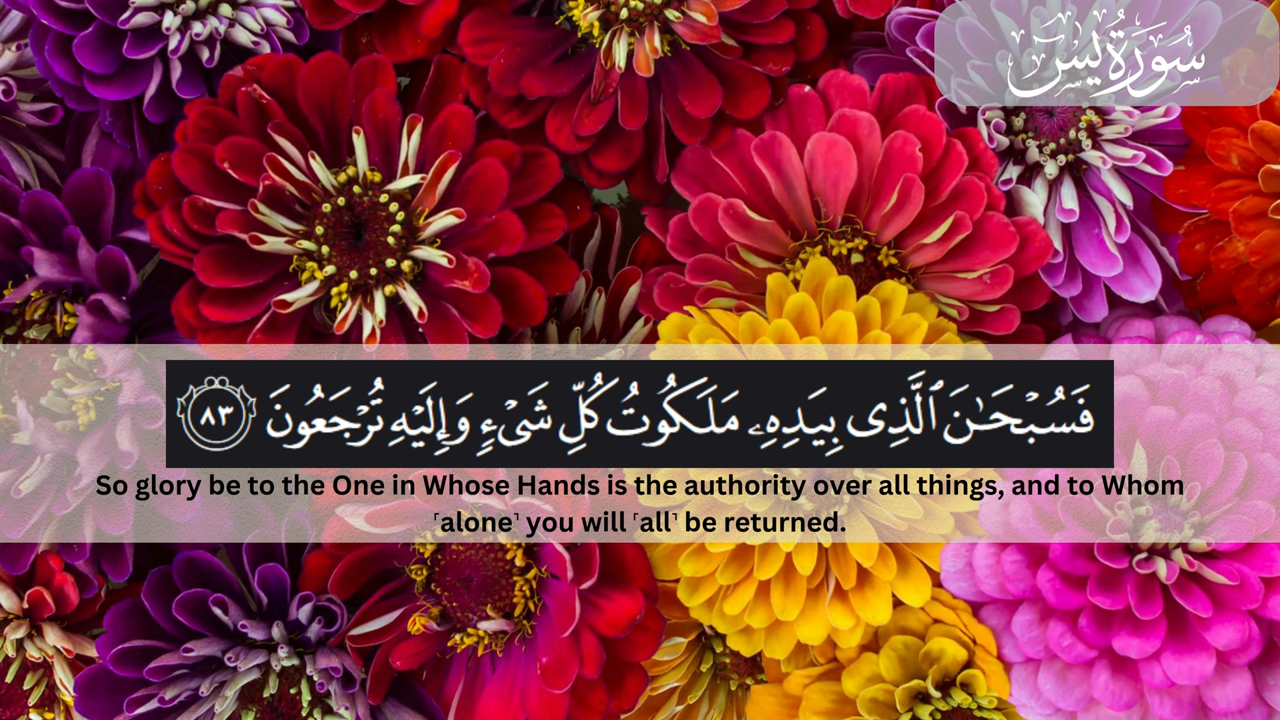 سُورَةُ يسٓ
فَسُبْحَـٰنَ ٱلَّذِى بِيَدِهِۦ مَلَكُوتُ كُلِّ شَىْءٍ وَإِلَيْهِ تُرْجَعُونَ ٨٣
So glory be to the One in Whose Hands is the authority over all things, and to Whom
˹alone˺ you will ˹all˺ be returned.